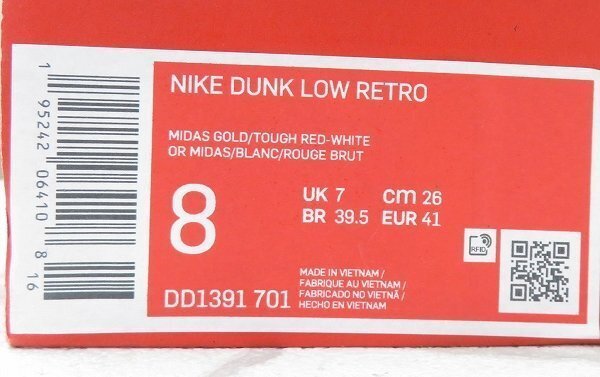 NIKE DUNK LOW RETRO
MIDAS GOLD/TOUGH RED-WHITE
OR MIDAS/BLANC/ROUGE BRUT
8
UK 7 cm 26
BR 39.5 EUR 41
MADE IN VIETNAM /
FABRIQUE AU VIETNAM /
FABRICADO NO VIETNÃ /
HECHO EN VIETNAM
DD1391 701
RFID
1 95242 06410 8 16